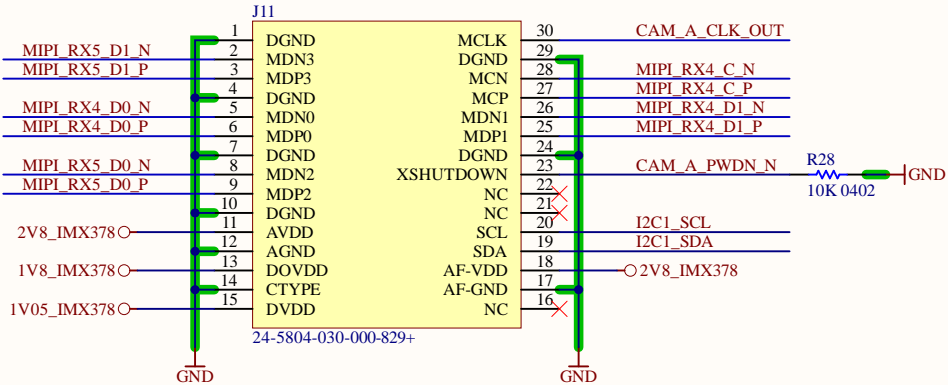 J11
1 DGND MCLK 30 CAM_A_CLK_OUT
MIPI_RX5_D1_N 2 MDN3 DGND 29
MIPI_RX5_D1_P 3 MDP3 MCN 28 MIPI_RX4_C_N
4 DGND MCP 27 MIPI_RX4_C_P
MIPI_RX4_D0_N 5 MDN0 MDN1 26 MIPI_RX4_D1_N
MIPI_RX4_D0_P 6 MDP0 MDP1 25 MIPI_RX4_D1_P
7 DGND DGND 24
MIPI_RX5_D0_N 8 MDN2 XSHUTDOWN 23 CAM_A_PWDN_N R28 GND
MIPI_RX5_D0_P 9 MDP2 NC 22 10K 0402
10 DGND NC 21
2V8_IMX378 11 AVDD SCL 20 I2C1_SCL
12 AGND SDA 19 I2C1_SDA
1V8_IMX378 13 DOVDD AF-VDD 18 2V8_IMX378
14 CTYPE AF-GND 17
1V05_IMX378 15 DVDD NC 16
24-5804-030-000-829+
GND GND